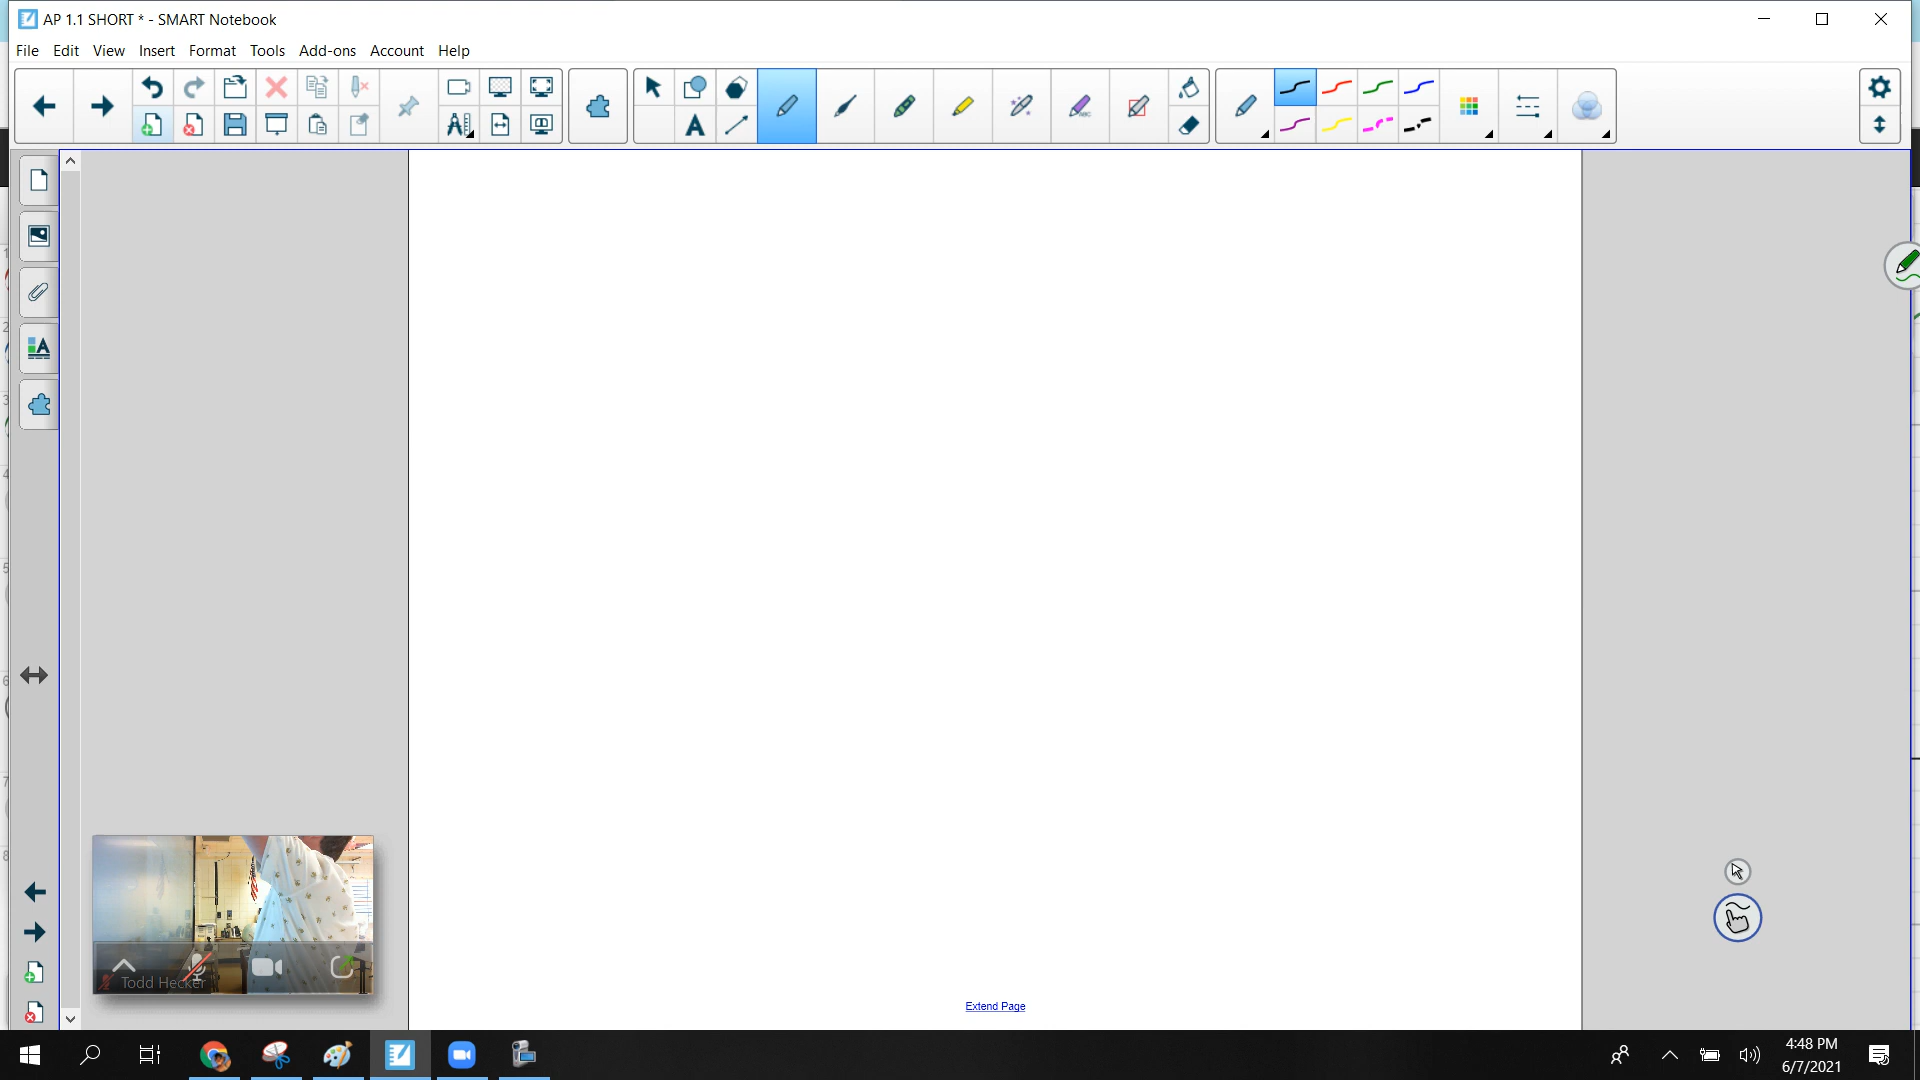 AP 1.1 SHORT * - SMART Notebook
File Edit View Insert Format Tools Add-ons Account Help
Todd Hecker
Extend Page
4:48 PM
6/7/2021